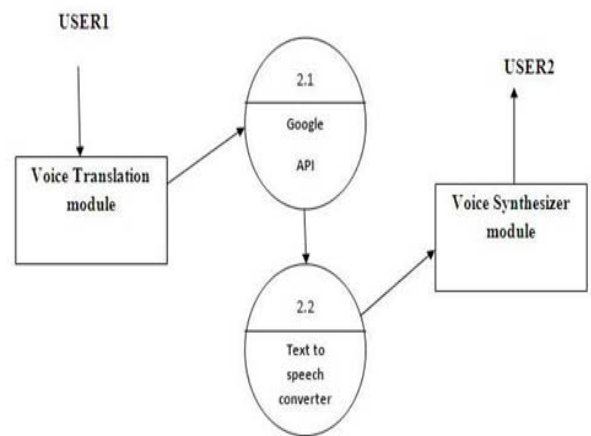 USER1
Voice Translation
module
2.1
Google
API
2.2
Text to
speech
converter
USER2
Voice Synthesizer
module